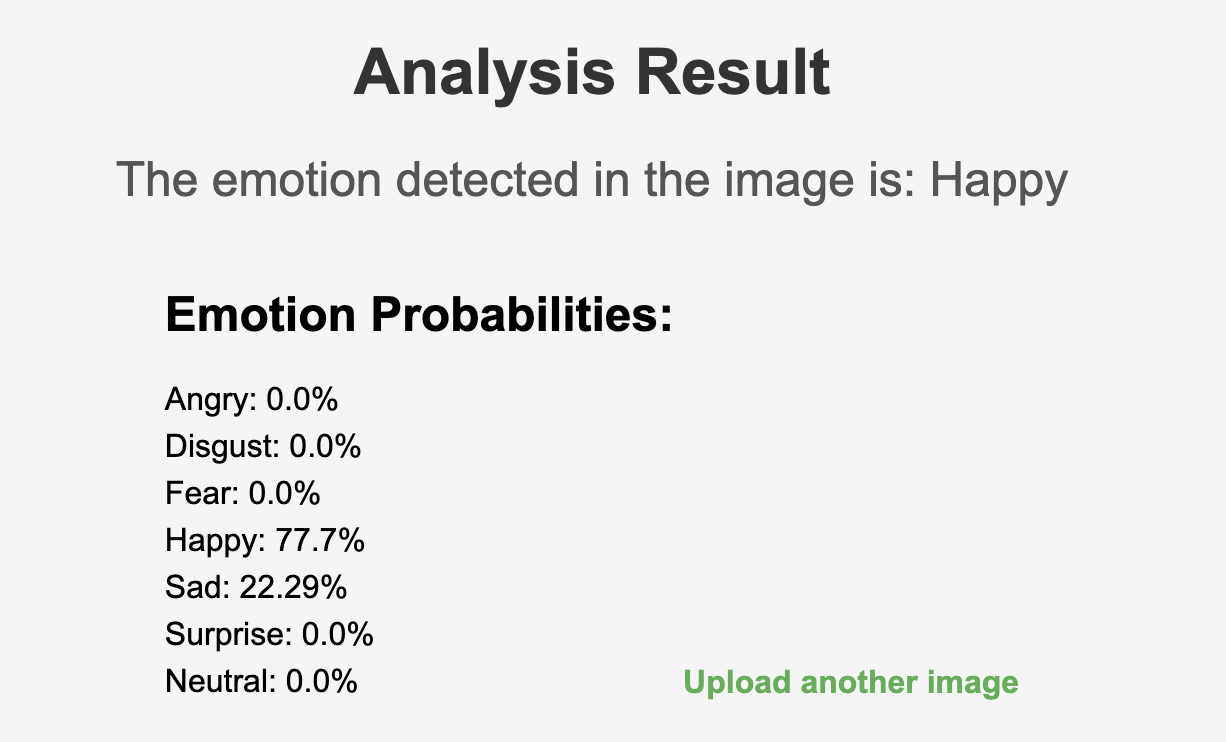 Analysis Result
The emotion detected in the image is: Happy
Emotion Probabilities:
Angry: 0.0%
Disgust: 0.0%
Fear: 0.0%
Happy: 77.7%
Sad: 22.29%
Surprise: 0.0%
Neutral: 0.0%
Upload another image